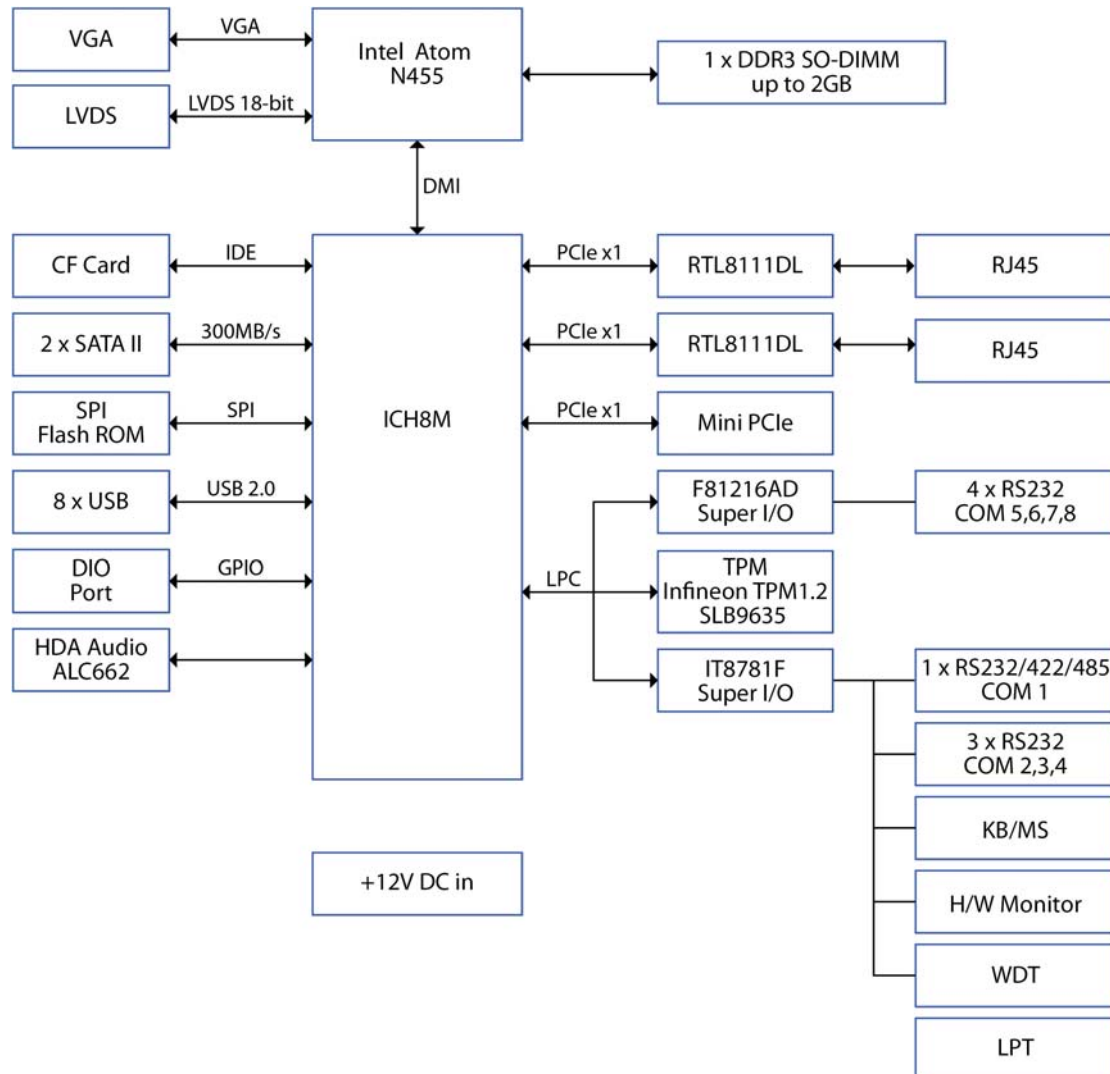 VGA
VGA
Intel Atom
N455
1 x DDR3 SO-DIMM
up to 2GB
LVDS
LVDS 18-bit
DMI
CF Card
IDE
PCIe x1
RTL8111DL
RJ45
2 x SATA II
300MB/s
PCIe x1
RTL8111DL
RJ45
SPI
Flash ROM
SPI
ICH8M
PCIe x1
Mini PCIe
8 x USB
USB 2.0
F81216AD
Super I/O
4 x RS232
COM 5,6,7,8
DIO
Port
GPIO
LPC
TPM
Infineon TPM1.2
SLB9635
HDA Audio
ALC662
IT8781F
Super I/O
1 x RS232/422/485
COM 1
3 x RS232
COM 2,3,4
KB/MS
+12V DC in
H/W Monitor
WDT
LPT